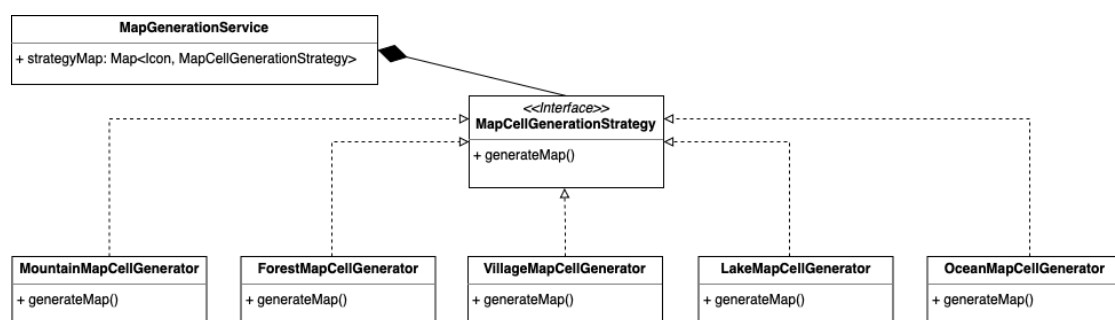 MapGenerationService
+ strategyMap: Map<Icon, MapCellGenerationStrategy>
<<Interface>>
MapCellGenerationStrategy
+ generateMap()
MountainMapCellGenerator
+ generateMap()
ForestMapCellGenerator
+ generateMap()
VillageMapCellGenerator
+ generateMap()
LakeMapCellGenerator
+ generateMap()
OceanMapCellGenerator
+ generateMap()